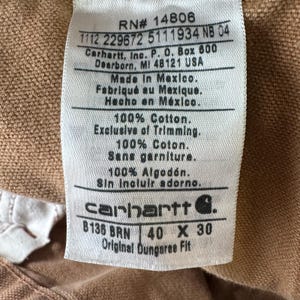 RN# 14806
1112 229672 5111934 NB 04
Carhartt, Inc. P.O. Box 600
Dearborn, MI 48121 USA
Made in Mexico.
Fabriqué au Mexique.
Hecho en México.
100% Cotton.
Exclusive of Trimming.
100% Coton.
Sans garniture.
100% Algodón.
Sin incluir adorno.
carhartt
B136 BRN 40 X 30
Original Dungaree Fit